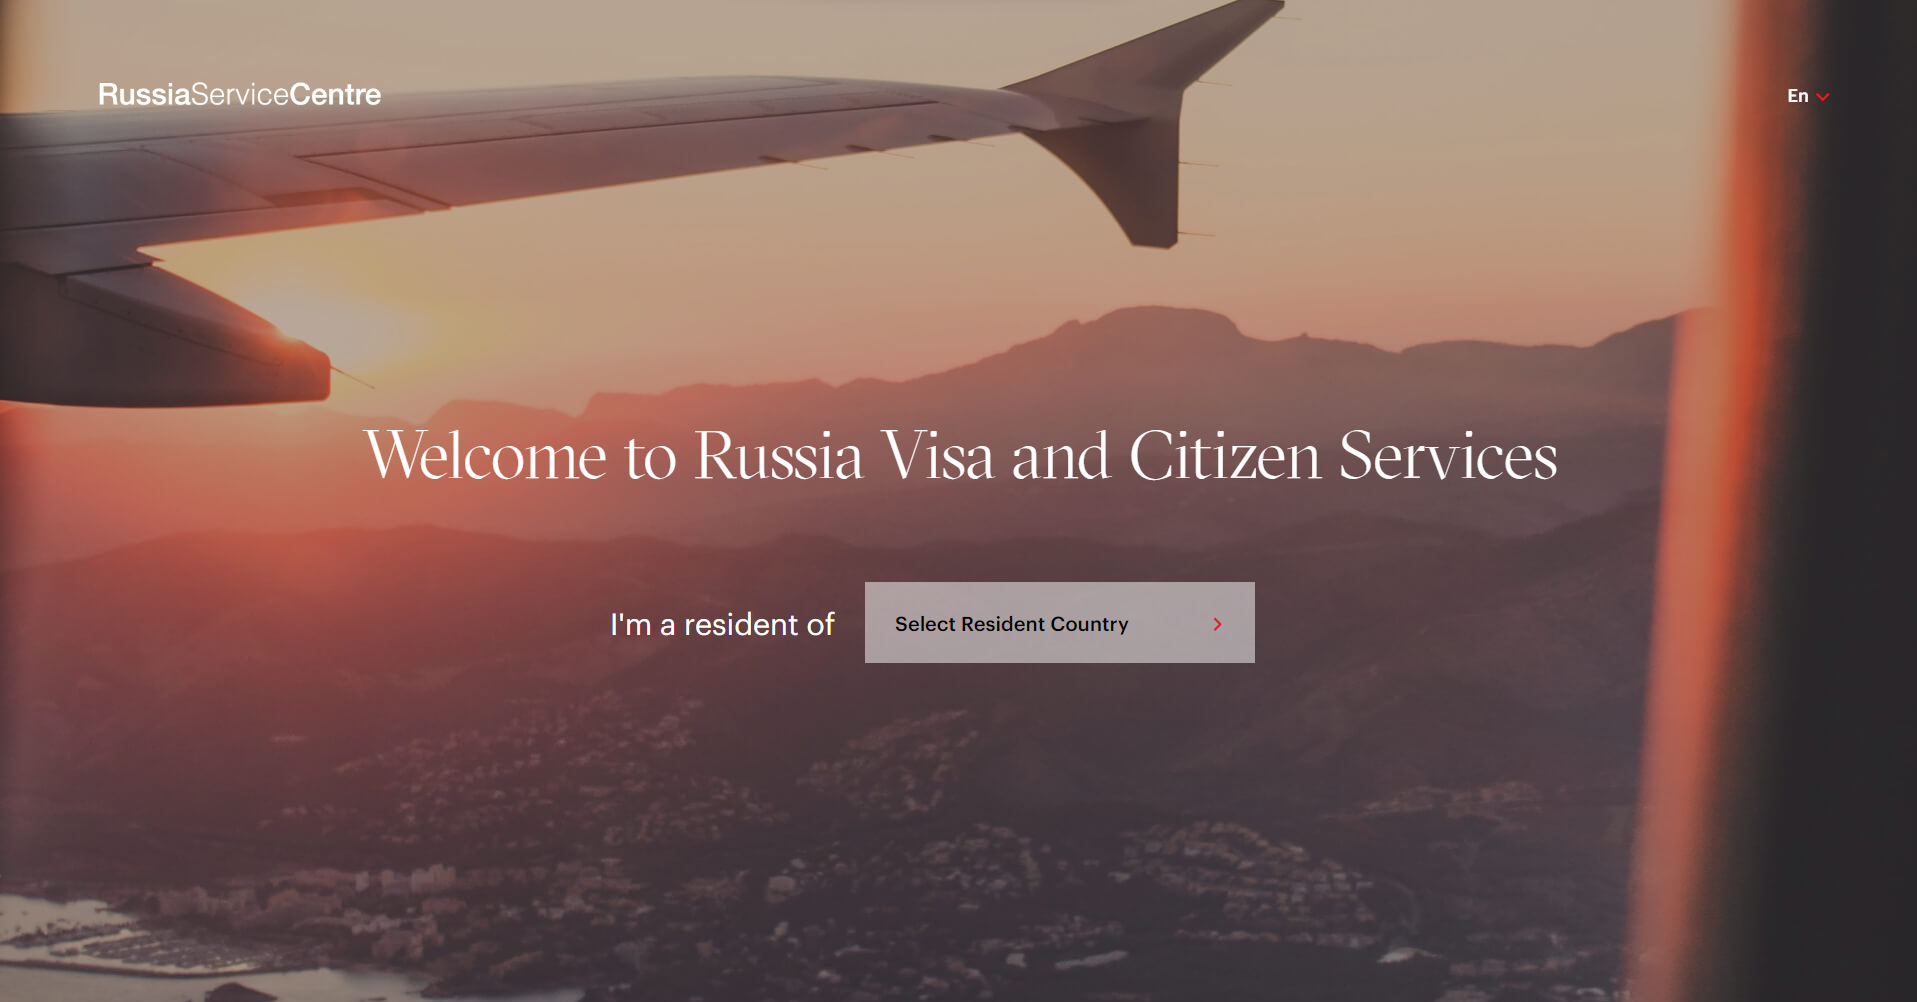 RussiaServiceCentre
En
Welcome to Russia Visa and Citizen Services
I'm a resident of
Select Resident Country